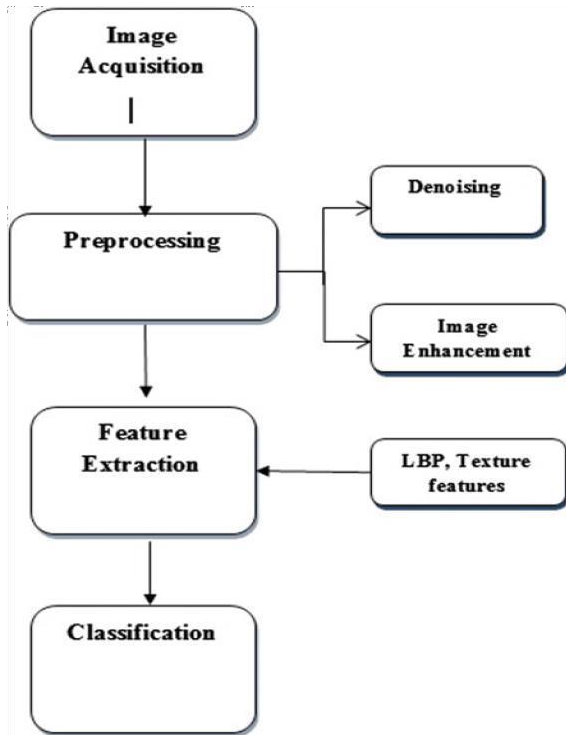 Image
Acquisition
Preprocessing
Denoising
Image
Enhancement
Feature
Extraction
LBP, Texture
features
Classification